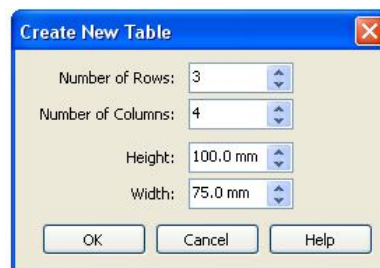 Create New Table
Number of Rows: 3
Number of Columns: 4
Height: 100.0 mm
Width: 75.0 mm
OK Cancel Help